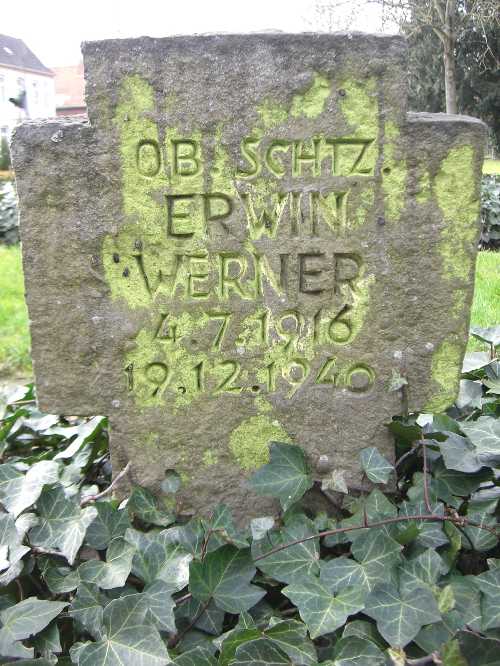 OB. SCHTZ.
ERWIN
WERNER
4.7.1916
19.12.1940